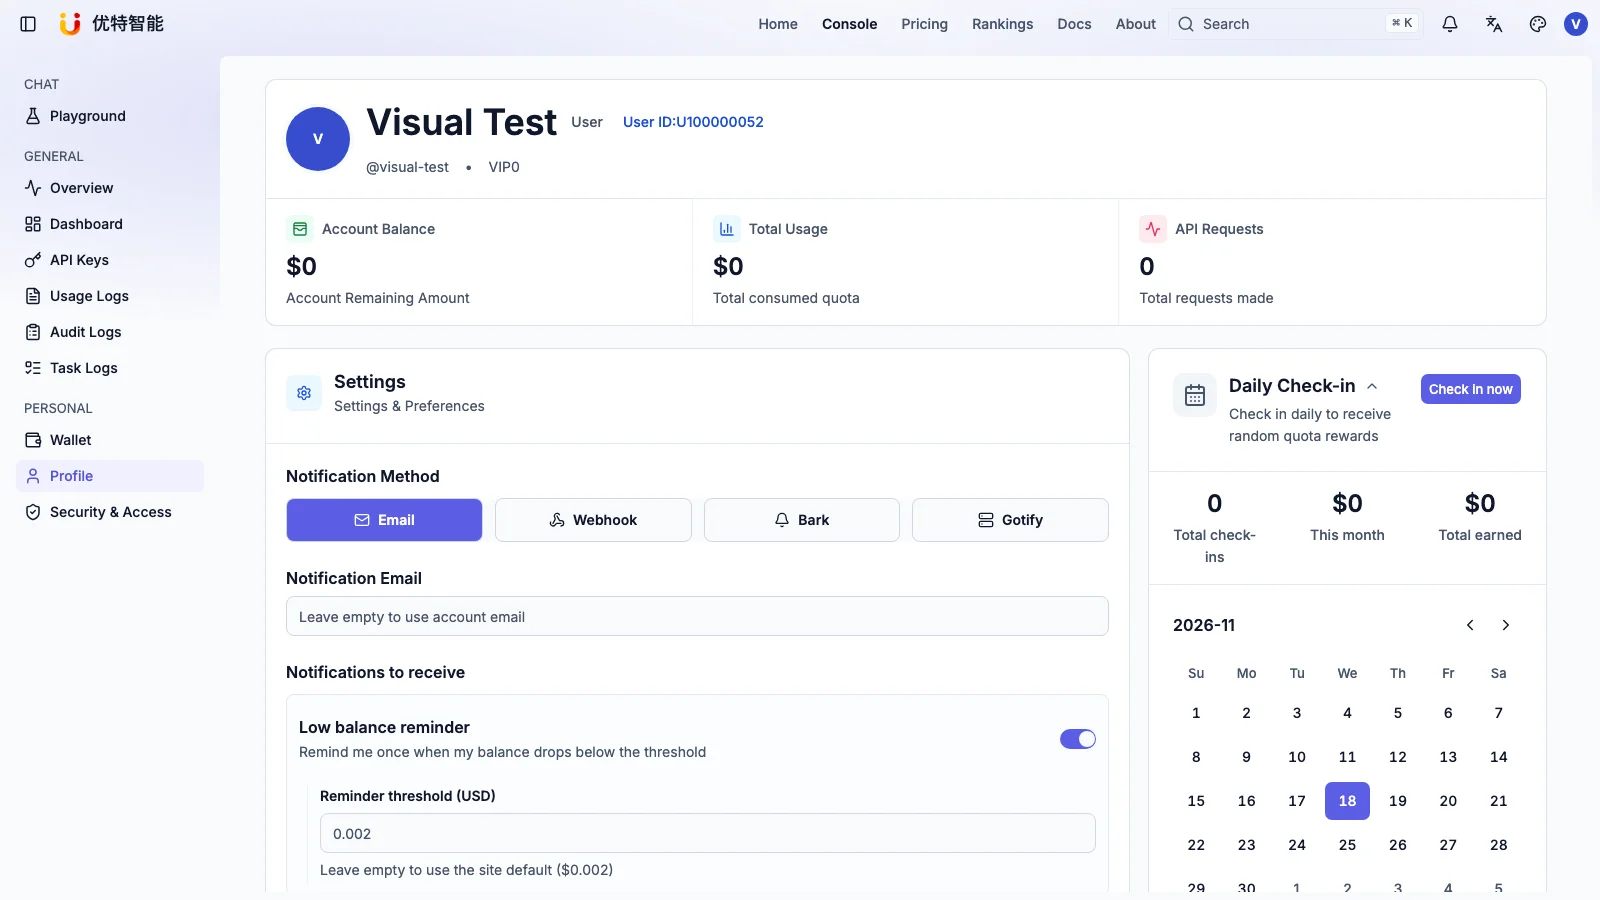 优特智能
Home
Console
Pricing
Rankings
Docs
About
Search
⌘ K
V
CHAT
Playground
GENERAL
Overview
Dashboard
API Keys
Usage Logs
Audit Logs
Task Logs
PERSONAL
Wallet
Profile
Security & Access
V
Visual Test
User
User ID:U100000052
@visual-test • VIP0
Account Balance
$0
Account Remaining Amount
Total Usage
$0
Total consumed quota
API Requests
0
Total requests made
Settings
Settings & Preferences
Notification Method
Email
Webhook
Bark
Gotify
Notification Email
Leave empty to use account email
Notifications to receive
Low balance reminder
Remind me once when my balance drops below the threshold
Reminder threshold (USD)
0.002
Leave empty to use the site default ($0.002)
Daily Check-in
Check in daily to receive
random quota rewards
Check in now
0
Total check-
ins
$0
This month
$0
Total earned
2026-11
Su Mo Tu We Th Fr Sa
1 2 3 4 5 6 7
8 9 10 11 12 13 14
15 16 17 18 19 20 21
22 23 24 25 26 27 28
29 30 1 2 3 4 5